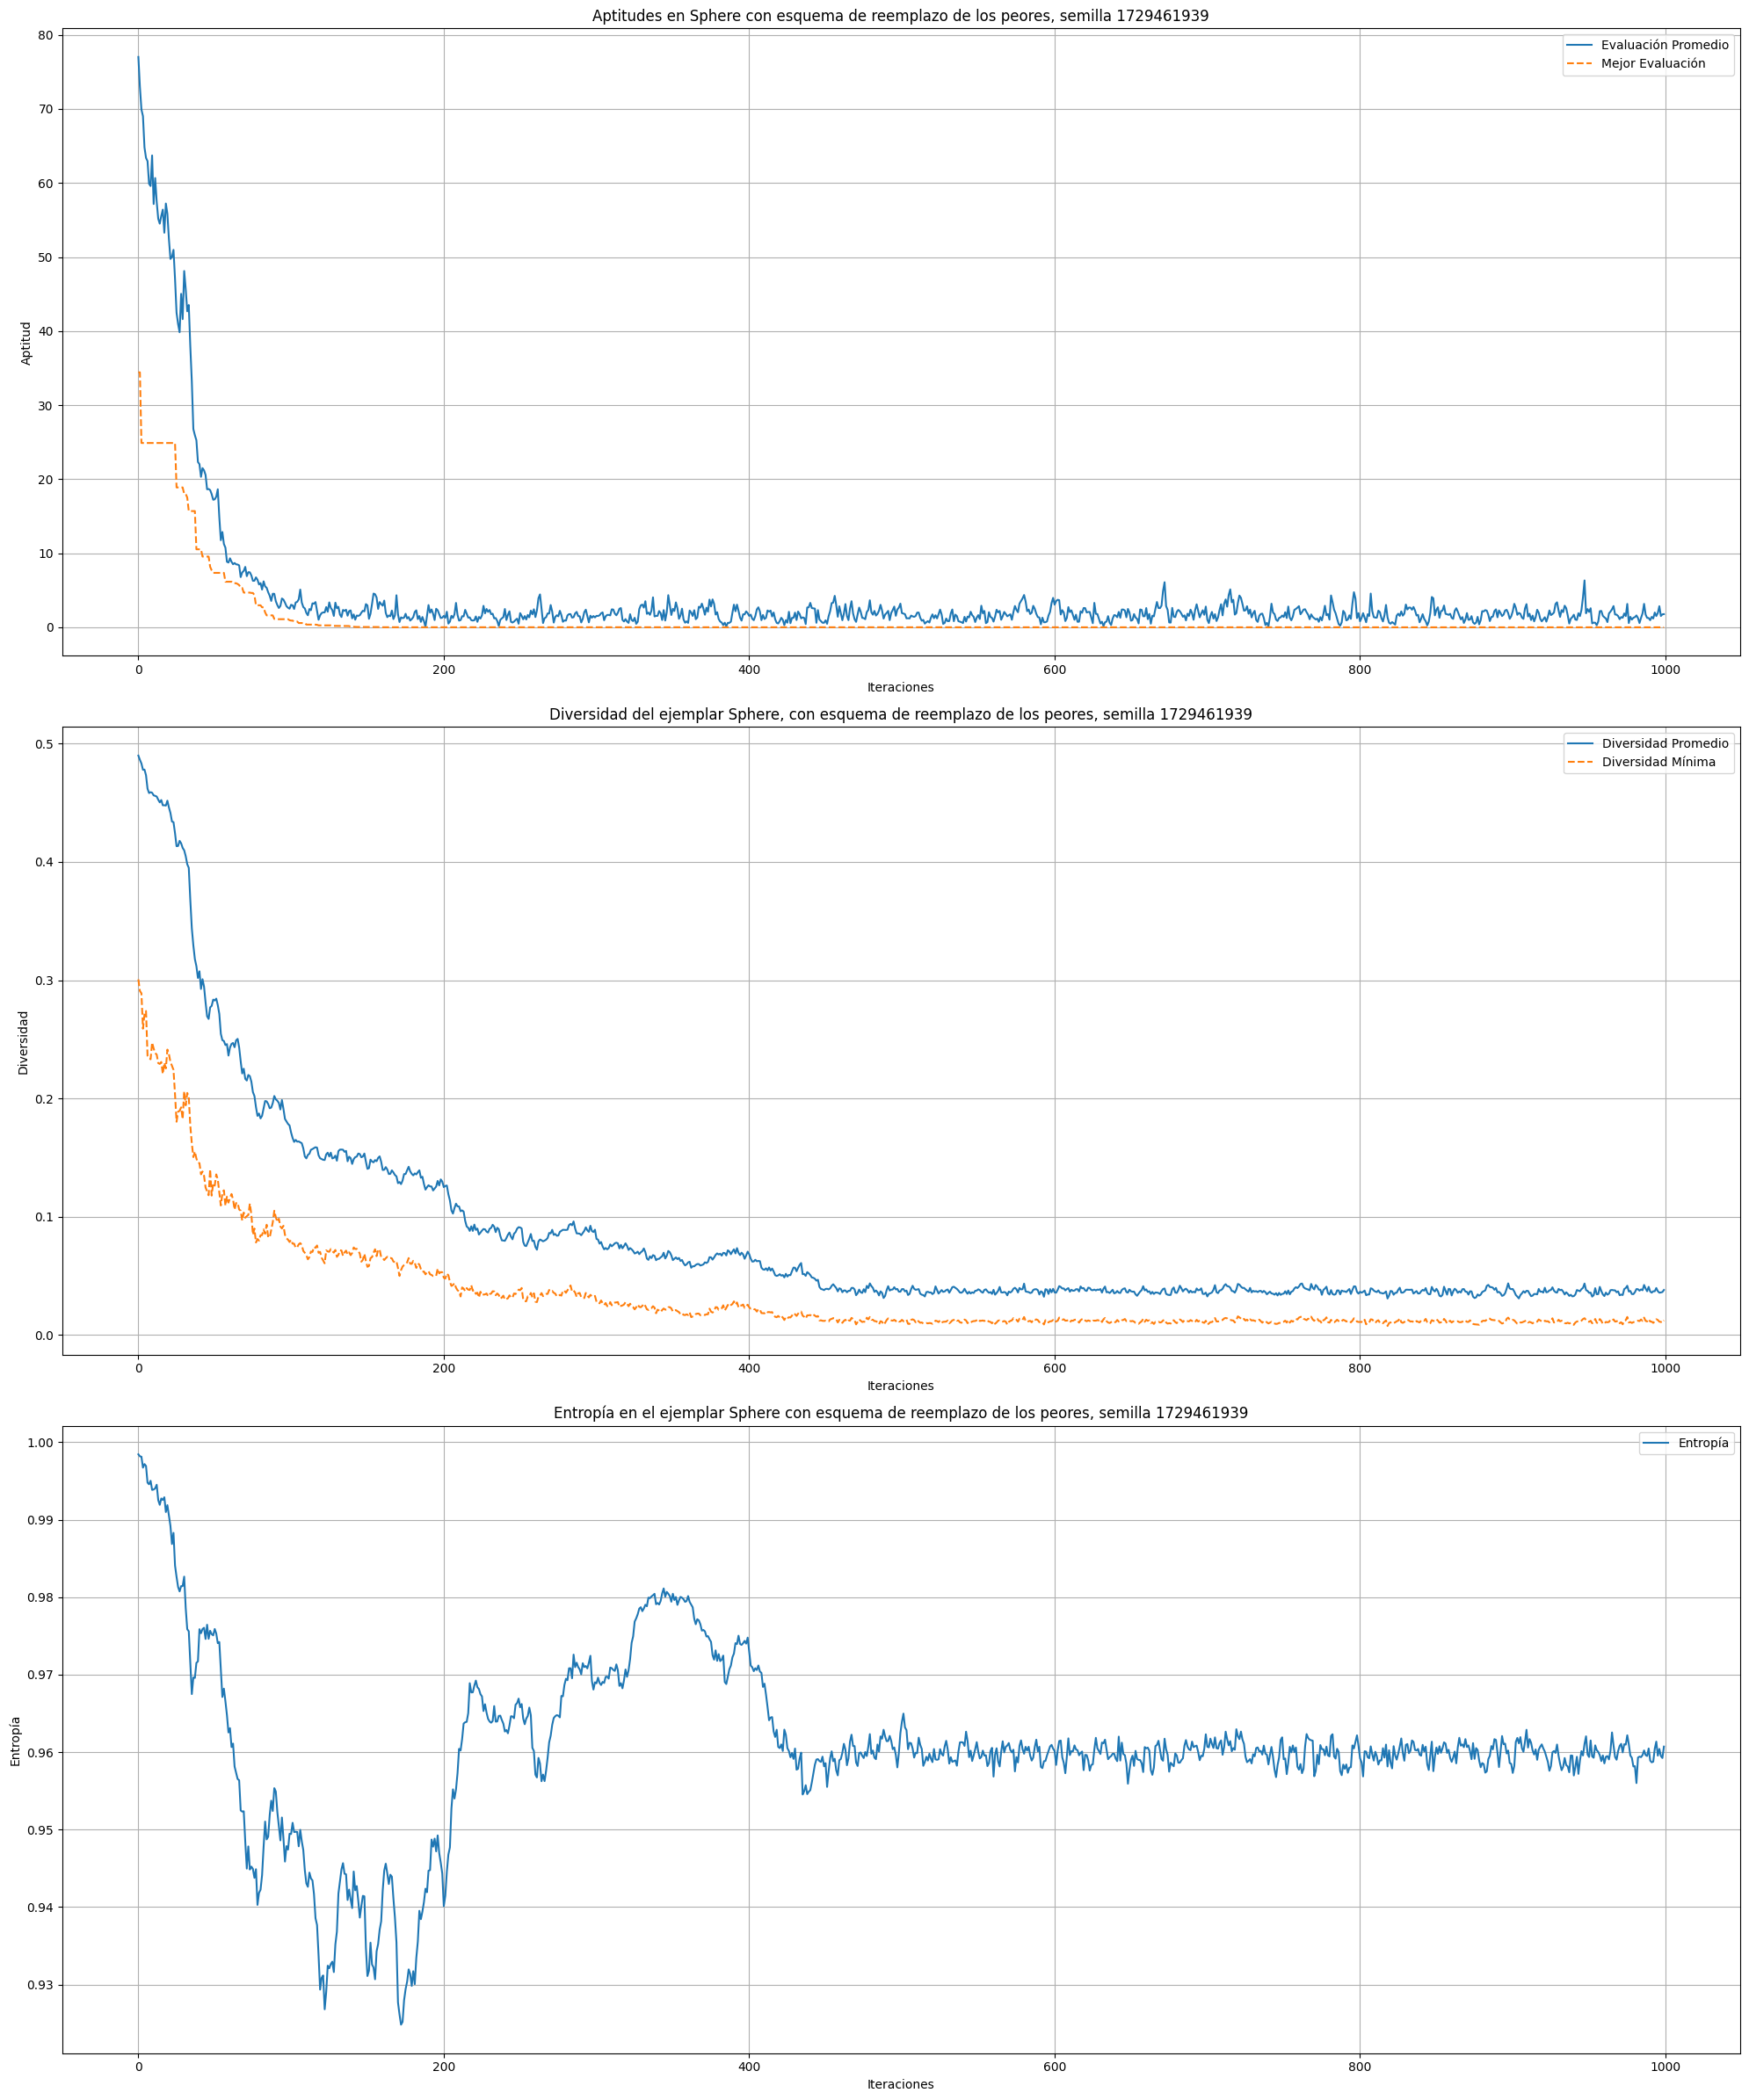 Aptitudes en Sphere con esquema de reemplazo de los peores, semilla 1729461939
80
70
60
50
40
30
20
10
0
Aptitud
Evaluación Promedio
Mejor Evaluación
0 200 400 600 800 1000
Iteraciones
Diversidad del ejemplar Sphere, con esquema de reemplazo de los peores, semilla 1729461939
0.5
0.4
0.3
0.2
0.1
0.0
Diversidad
Diversidad Promedio
Diversidad Mínima
0 200 400 600 800 1000
Iteraciones
Entropía en el ejemplar Sphere con esquema de reemplazo de los peores, semilla 1729461939
1.00
0.99
0.98
0.97
0.96
0.95
0.94
0.93
Entropía
Entropía
0 200 400 600 800 1000
Iteraciones